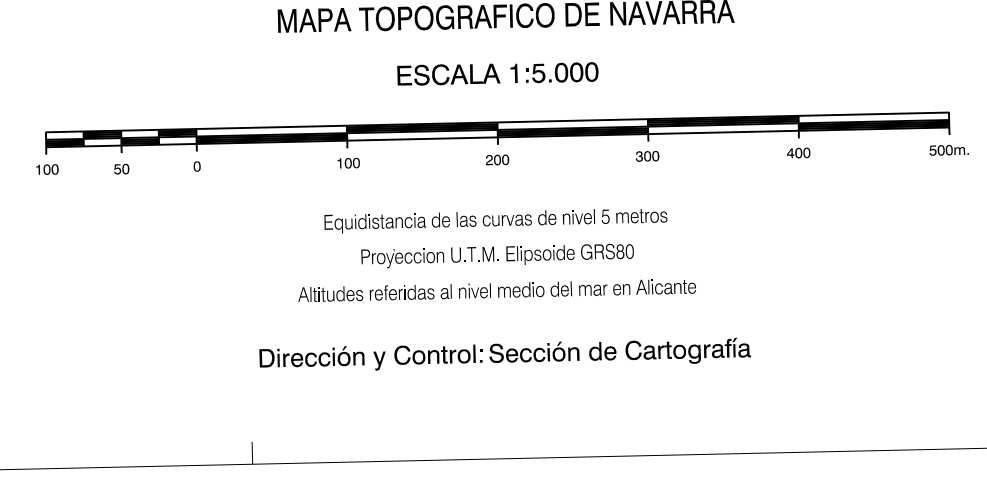 MAPA TOPOGRAFICO DE NAVARRA
ESCALA 1:5.000
100 50 0 100 200 300 400 500m.
Equidistancia de las curvas de nivel 5 metros
Proyeccion U.T.M. Elipsoide GRS80
Altitudes referidas al nivel medio del mar en Alicante
Dirección y Control: Sección de Cartografía